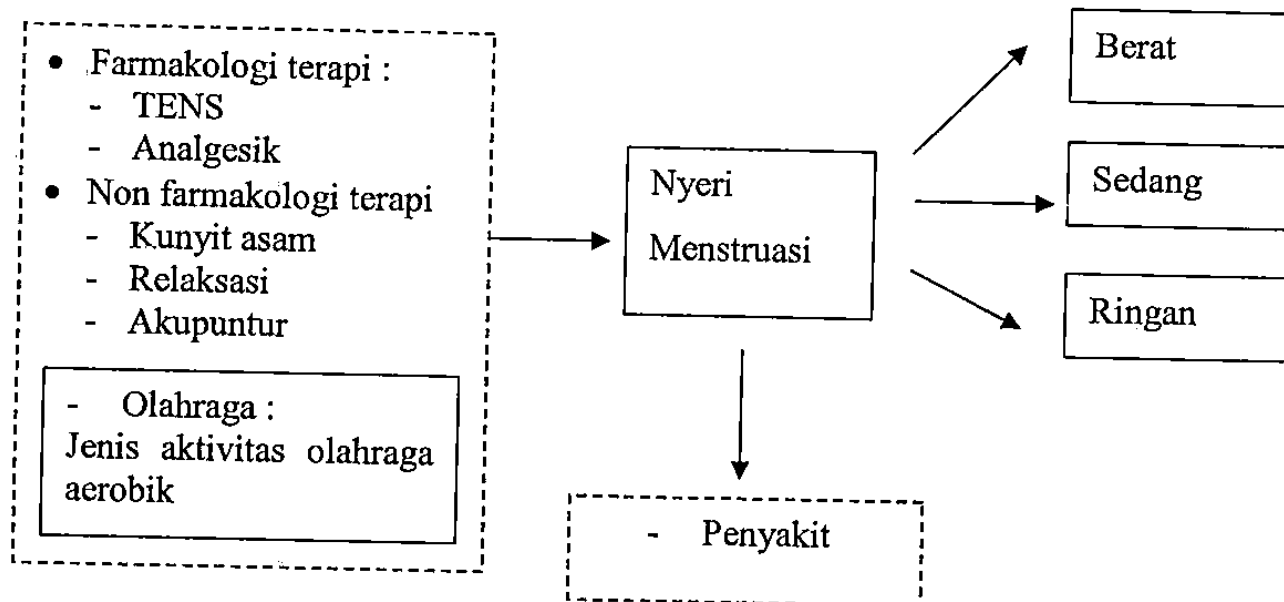 • Farmakologi terapi :
- TENS
- Analgesik
• Non farmakologi terapi
- Kunyit asam
- Relaksasi
- Akupuntur
- Olahraga :
Jenis aktivitas olahraga
aerobik
Nyeri
Menstruasi
Berat
Sedang
Ringan
- Penyakit